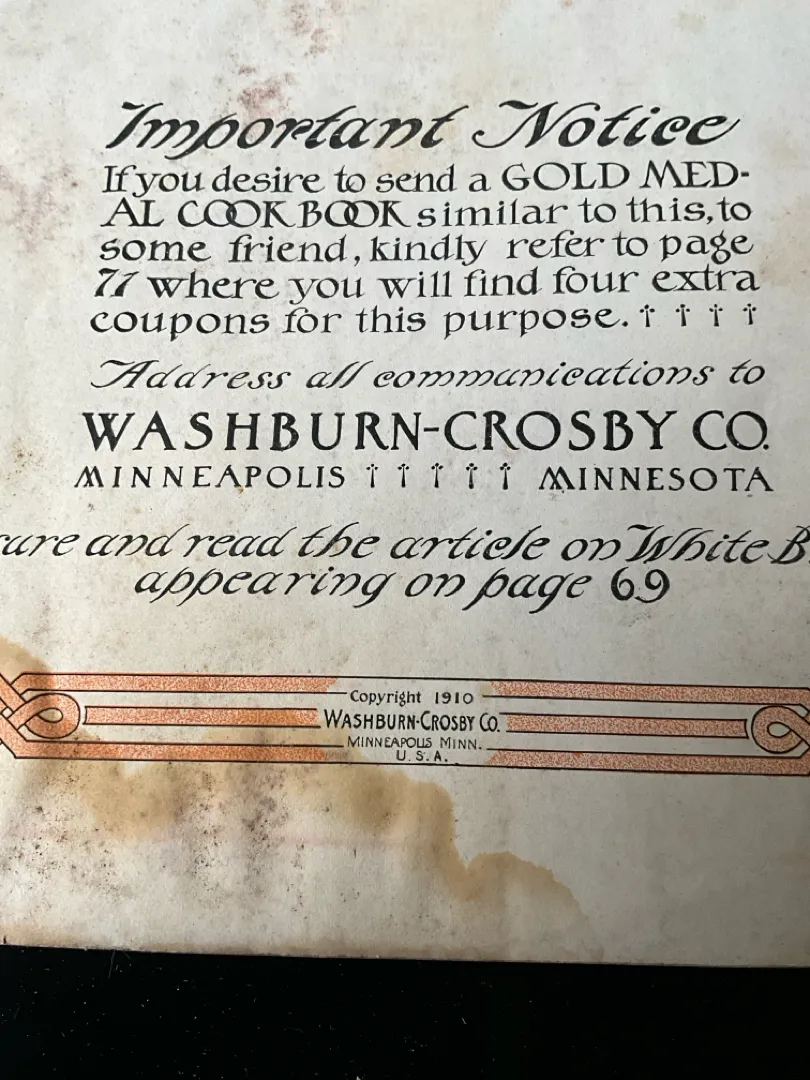 Important Notice
If you desire to send a GOLD MED-
AL COOK BOOK similar to this, to
some friend, kindly refer to page
71 where you will find four extra
coupons for this purpose. † † † †
Address all communications to
WASHBURN-CROSBY CO.
MINNEAPOLIS † † † † † MINNESOTA
and read the article on White
appearing on page 69
Copyright 1910
WASHBURN-CROSBY CO.
MINNEAPOLIS MINN.
U.S.A.